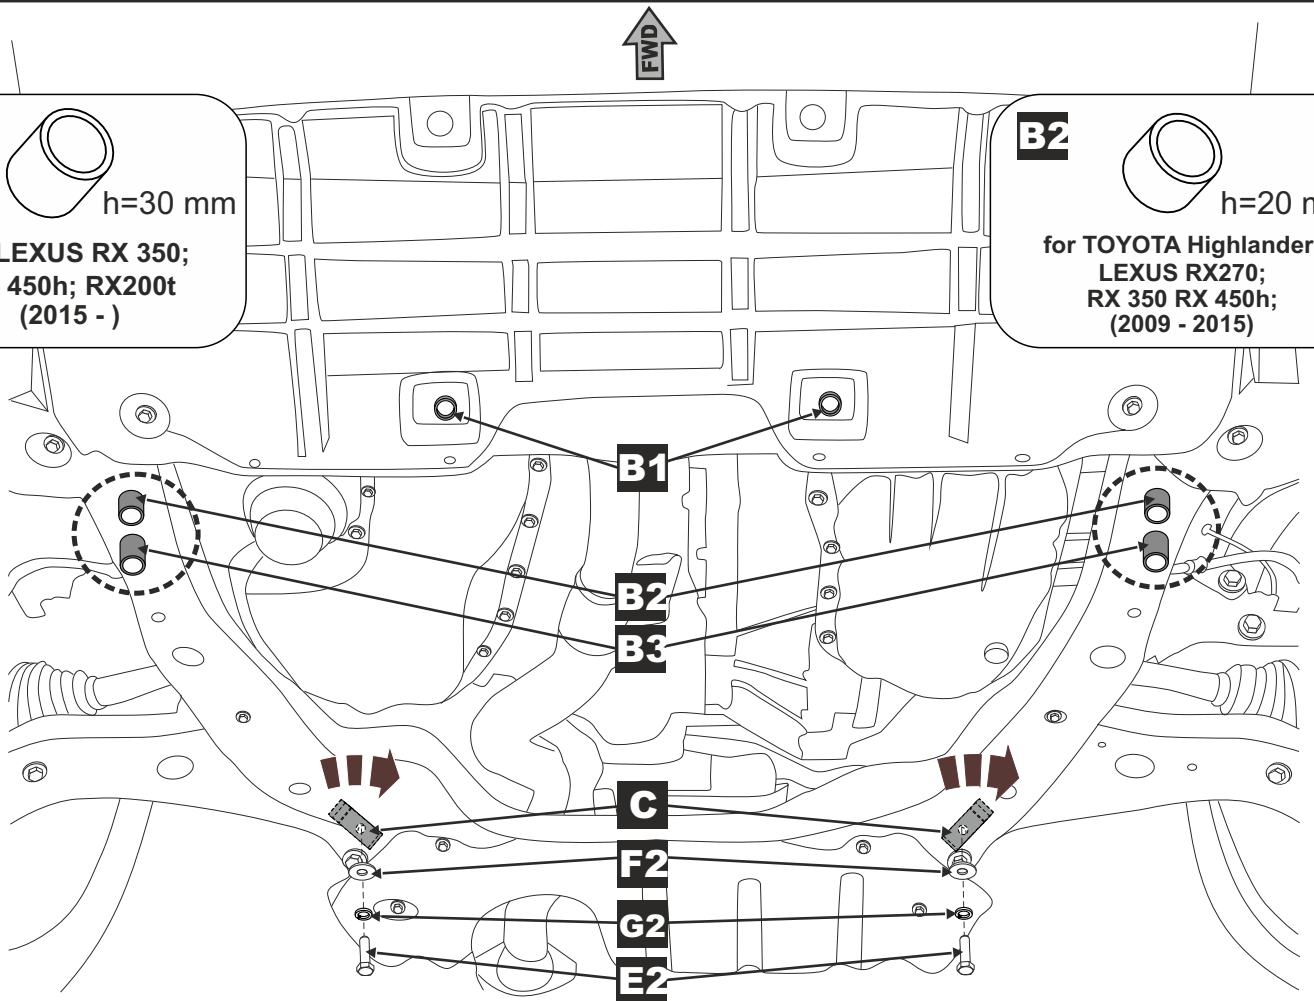 FWD
h=30 mm
LEXUS RX 350;
450h; RX200t
(2015 - )
B2
h=20
for TOYOTA Highlander
LEXUS RX270;
RX 350 RX 450h;
(2009 - 2015)
B1
B2
B3
C
F2
G2
E2